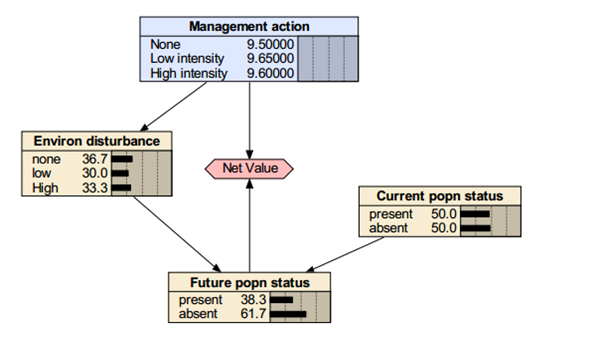 Management action
None 9.50000
Low intensity 9.65000
High intensity 9.60000
Environ disturbance
none 36.7
low 30.0
High 33.3
Net Value
Current popn status
present 50.0
absent 50.0
Future popn status
present 38.3
absent 61.7